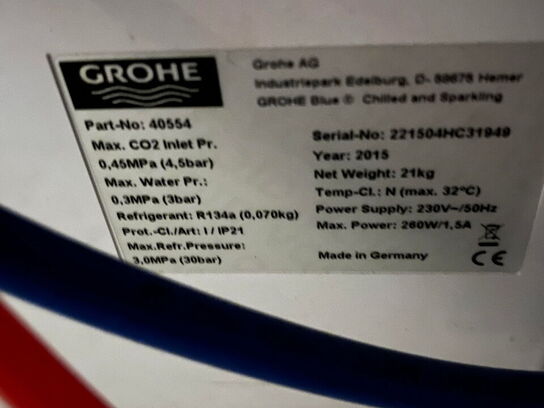 GROHE
Grohe AG
Industriepark Edelburg, D- 58675 Hemer
GROHE Blue ® Chilled and Sparkling
Part-No: 40554
Max. CO2 Inlet Pr.
0,45MPa (4,5bar)
Max. Water Pr.:
0,3MPa (3bar)
Refrigerant: R134a (0,070kg)
Prot.-Cl./Art: I / IP21
Max.Refr.Pressure:
3,0MPa (30bar)
Serial-No: 221504HC31949
Year: 2015
Net Weight: 21kg
Temp-Cl.: N (max. 32°C)
Power Supply: 230V~/50Hz
Max. Power: 260W/1,5A
Made in Germany
CE